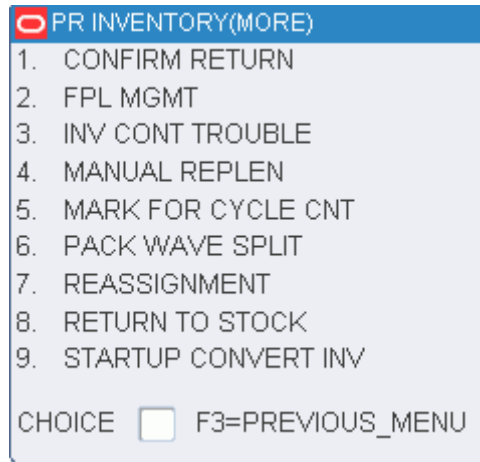 PR INVENTORY(MORE)
1. CONFIRM RETURN
2. FPL MGMT
3. INV CONT TROUBLE
4. MANUAL REPLEN
5. MARK FOR CYCLE CNT
6. PACK WAVE SPLIT
7. REASSIGNMENT
8. RETURN TO STOCK
9. STARTUP CONVERT INV
CHOICE F3=PREVIOUS_MENU